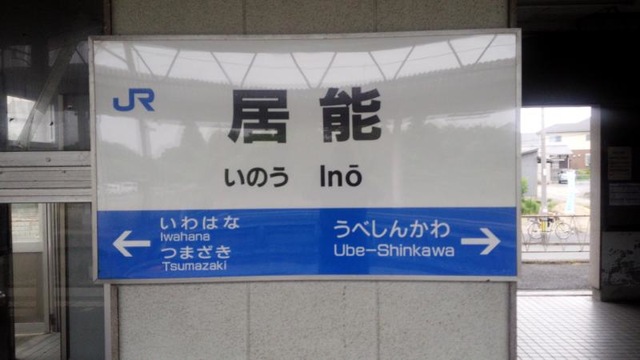 JR
居能
いのう Inō
いわはな
Iwahana
つまざき
Tsumazaki
うべしんかわ
Ube-Shinkawa